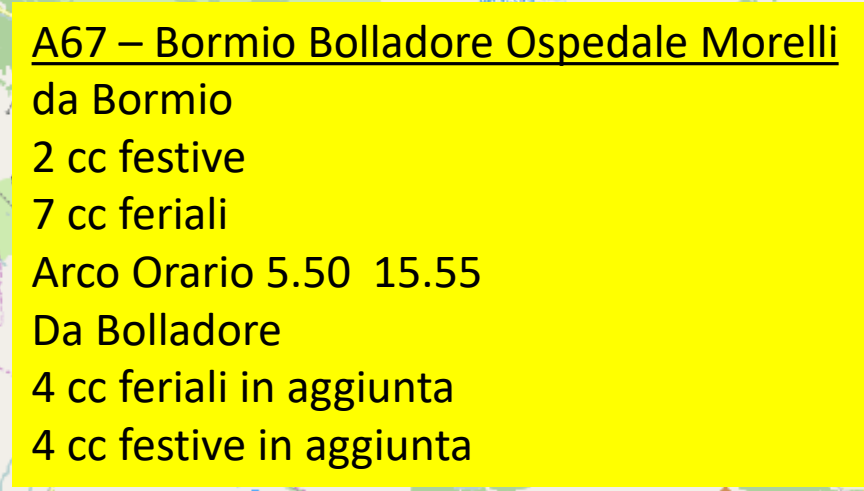 A67 – Bormio Bolladore Ospedale Morelli
da Bormio
2 cc festive
7 cc feriali
Arco Orario 5.50  15.55
Da Bolladore
4 cc feriali in aggiunta
4 cc festive in aggiunta